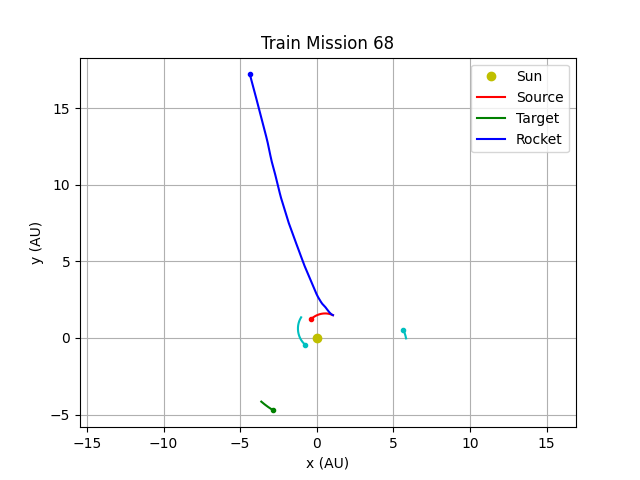 Train Mission 68
Sun
Source
Target
Rocket
15
10
5
0
−5
y (AU)
−15
−10
−5
0
5
10
15
x (AU)